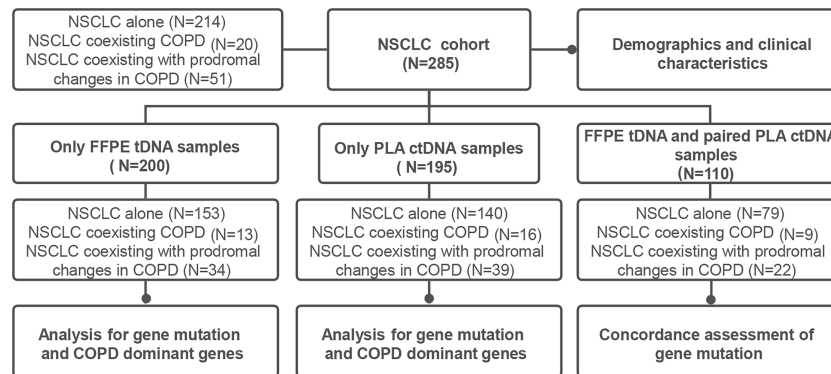 NSCLC alone (N=214)
NSCLC coexisting COPD (N=20)
NSCLC coexisting with prodromal
changes in COPD (N=51)
NSCLC cohort
(N=285)
Demographics and clinical
characteristics
Only FFPE tDNA samples
( N=200)
Only PLA ctDNA samples
( N=195)
FFPE tDNA and paired PLA ctDNA
samples
(N=110)
NSCLC alone (N=153)
NSCLC coexisting COPD (N=13)
NSCLC coexisting with prodromal
changes in COPD (N=34)
NSCLC alone (N=140)
NSCLC coexisting COPD (N=16)
NSCLC coexisting with prodromal
changes in COPD (N=39)
NSCLC alone (N=79)
NSCLC coexisting COPD (N=9)
NSCLC coexisting with prodromal
changes in COPD (N=22)
Analysis for gene mutation
and COPD dominant genes
Analysis for gene mutation
and COPD dominant genes
Concordance assessment of
gene mutation